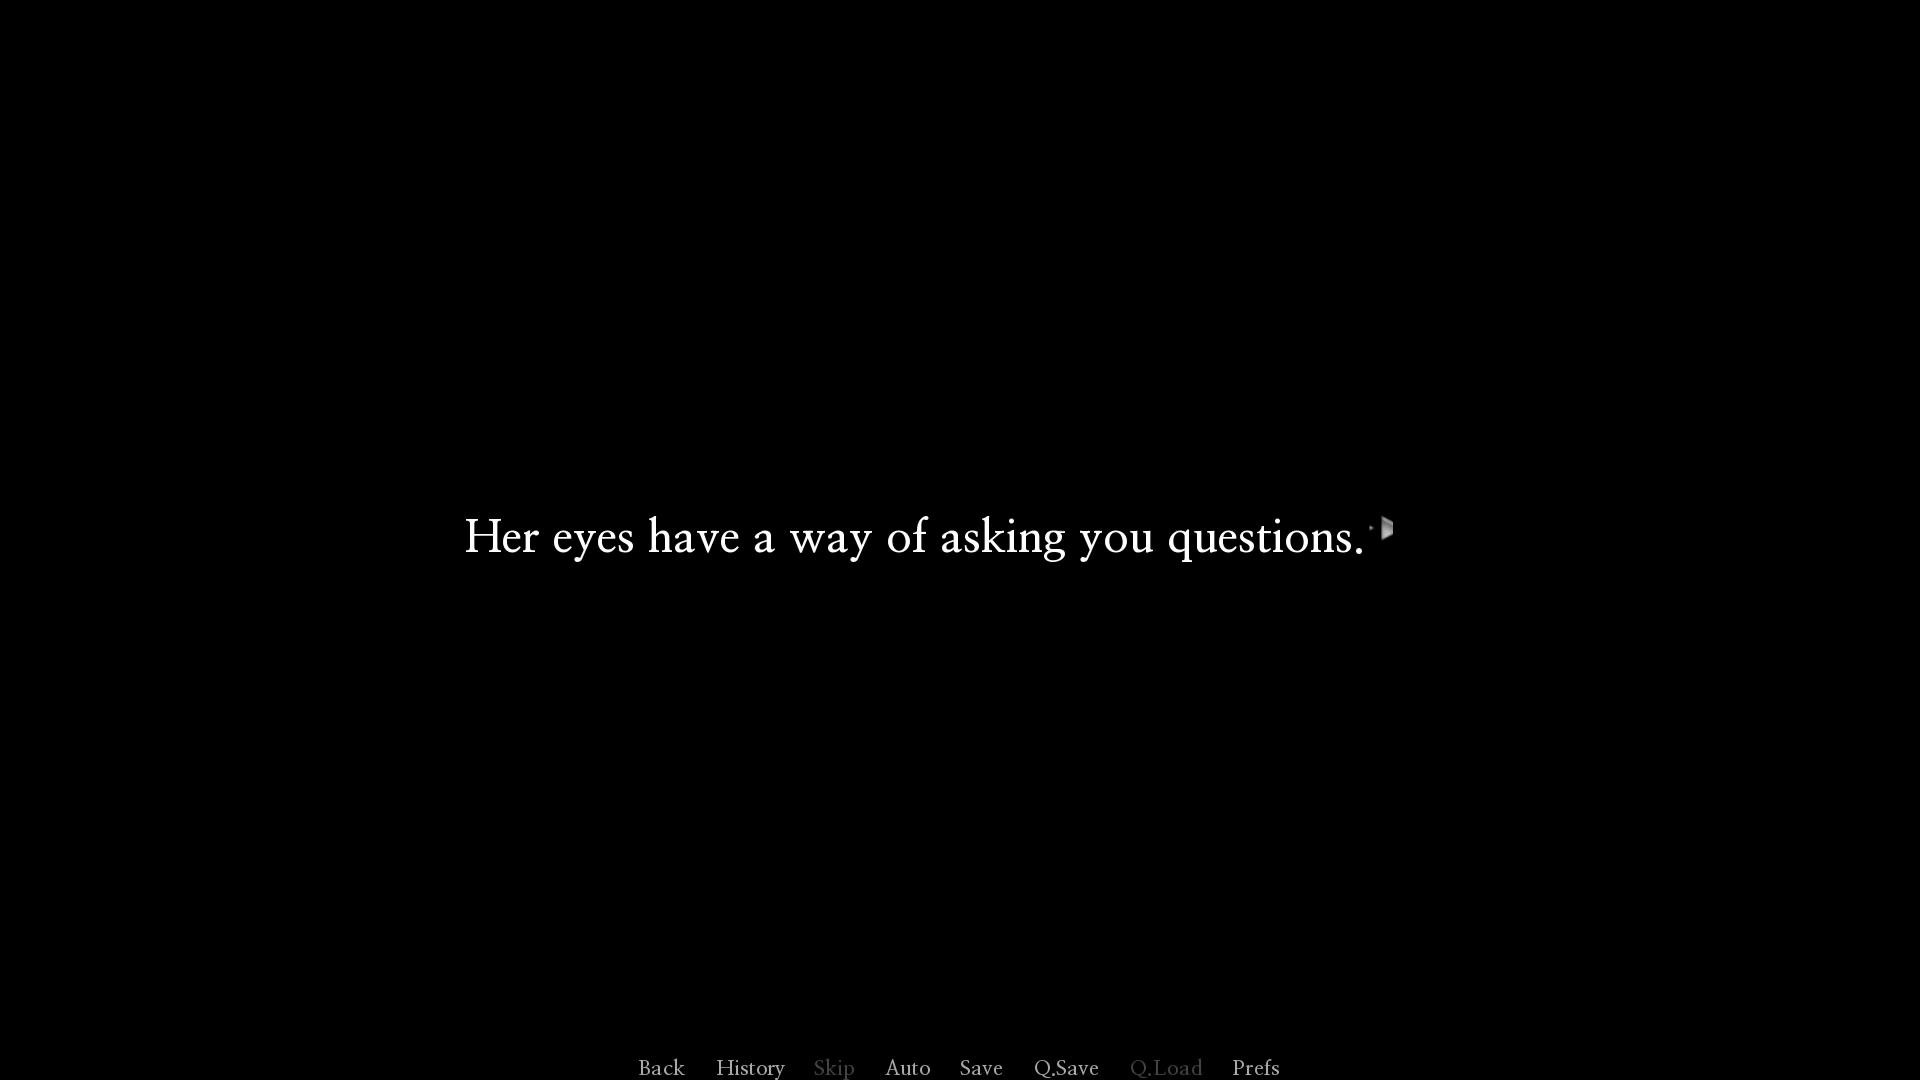 Her eyes have a way of asking you questions.
Back History Skip Auto Save Q.Save Q.Load Prefs